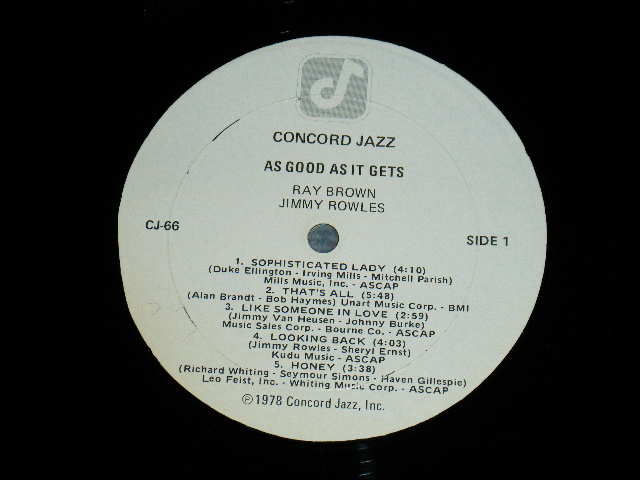 CONCORD JAZZ
AS GOOD AS IT GETS
RAY BROWN
JIMMY ROWLES
CJ-66
SIDE 1
1. SOPHISTICATED LADY (4:10)
(Duke Ellington - Irving Mills - Mitchell Parish)
Mills Music, Inc. - ASCAP
2. THAT'S ALL (5:48)
(Alan Brandt - Bob Haymes) Unart Music Corp. - BMI
3. LIKE SOMEONE IN LOVE (2:59)
(Jimmy Van Heusen - Johnny Burke)
Music Sales Corp. - Bourne Co. - ASCAP
4. LOOKING BACK (4:03)
(Jimmy Rowles - Sheryl Ernst)
Kudu Music - ASCAP
5. HONEY (3:38)
(Richard Whiting - Seymour Simons - Haven Gillespie)
Leo Feist, Inc. - Whiting Music Corp. - ASCAP
℗1978 Concord Jazz, Inc.